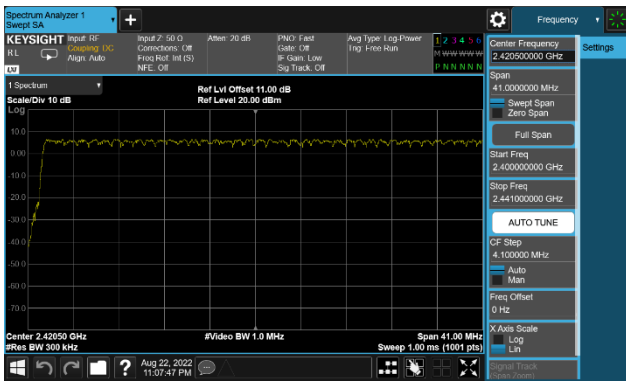 Spectrum Analyzer 1
Swept SA
+
Frequency
KEYSIGHT
RL
LXI
Input: RF
Coupling: DC
Align: Auto
Input Z: 50 Ω
Corrections: Off
Freq Ref: Int (S)
NFE: Off
Atten: 20 dB
PNO: Fast
Gate: Off
IF Gain: Low
Sig Track: Off
Avg Type: Log-Power
Trig: Free Run
1 2 3 4 5 6
M W W W W W
P N N N N N
Center Frequency
2.420500000 GHz
Settings
Span
41.0000000 MHz
Swept Span
Zero Span
Full Span
Start Freq
2.400000000 GHz
Stop Freq
2.441000000 GHz
AUTO TUNE
CF Step
4.100000 MHz
Auto
Man
Freq Offset
0 Hz
X Axis Scale
Log
Lin
Signal Track
(Span Zoom)
1 Spectrum
Scale/Div 10 dB
Ref Lvl Offset 11.00 dB
Ref Level 20.00 dBm
Log
10.0
0.00
-10.0
-20.0
-30.0
-40.0
-50.0
-60.0
-70.0
Center 2.42050 GHz
#Res BW 300 kHz
#Video BW 1.0 MHz
Span 41.00 MHz
Sweep 1.00 ms (1001 pts)
?
Aug 22, 2022
11:07:47 PM